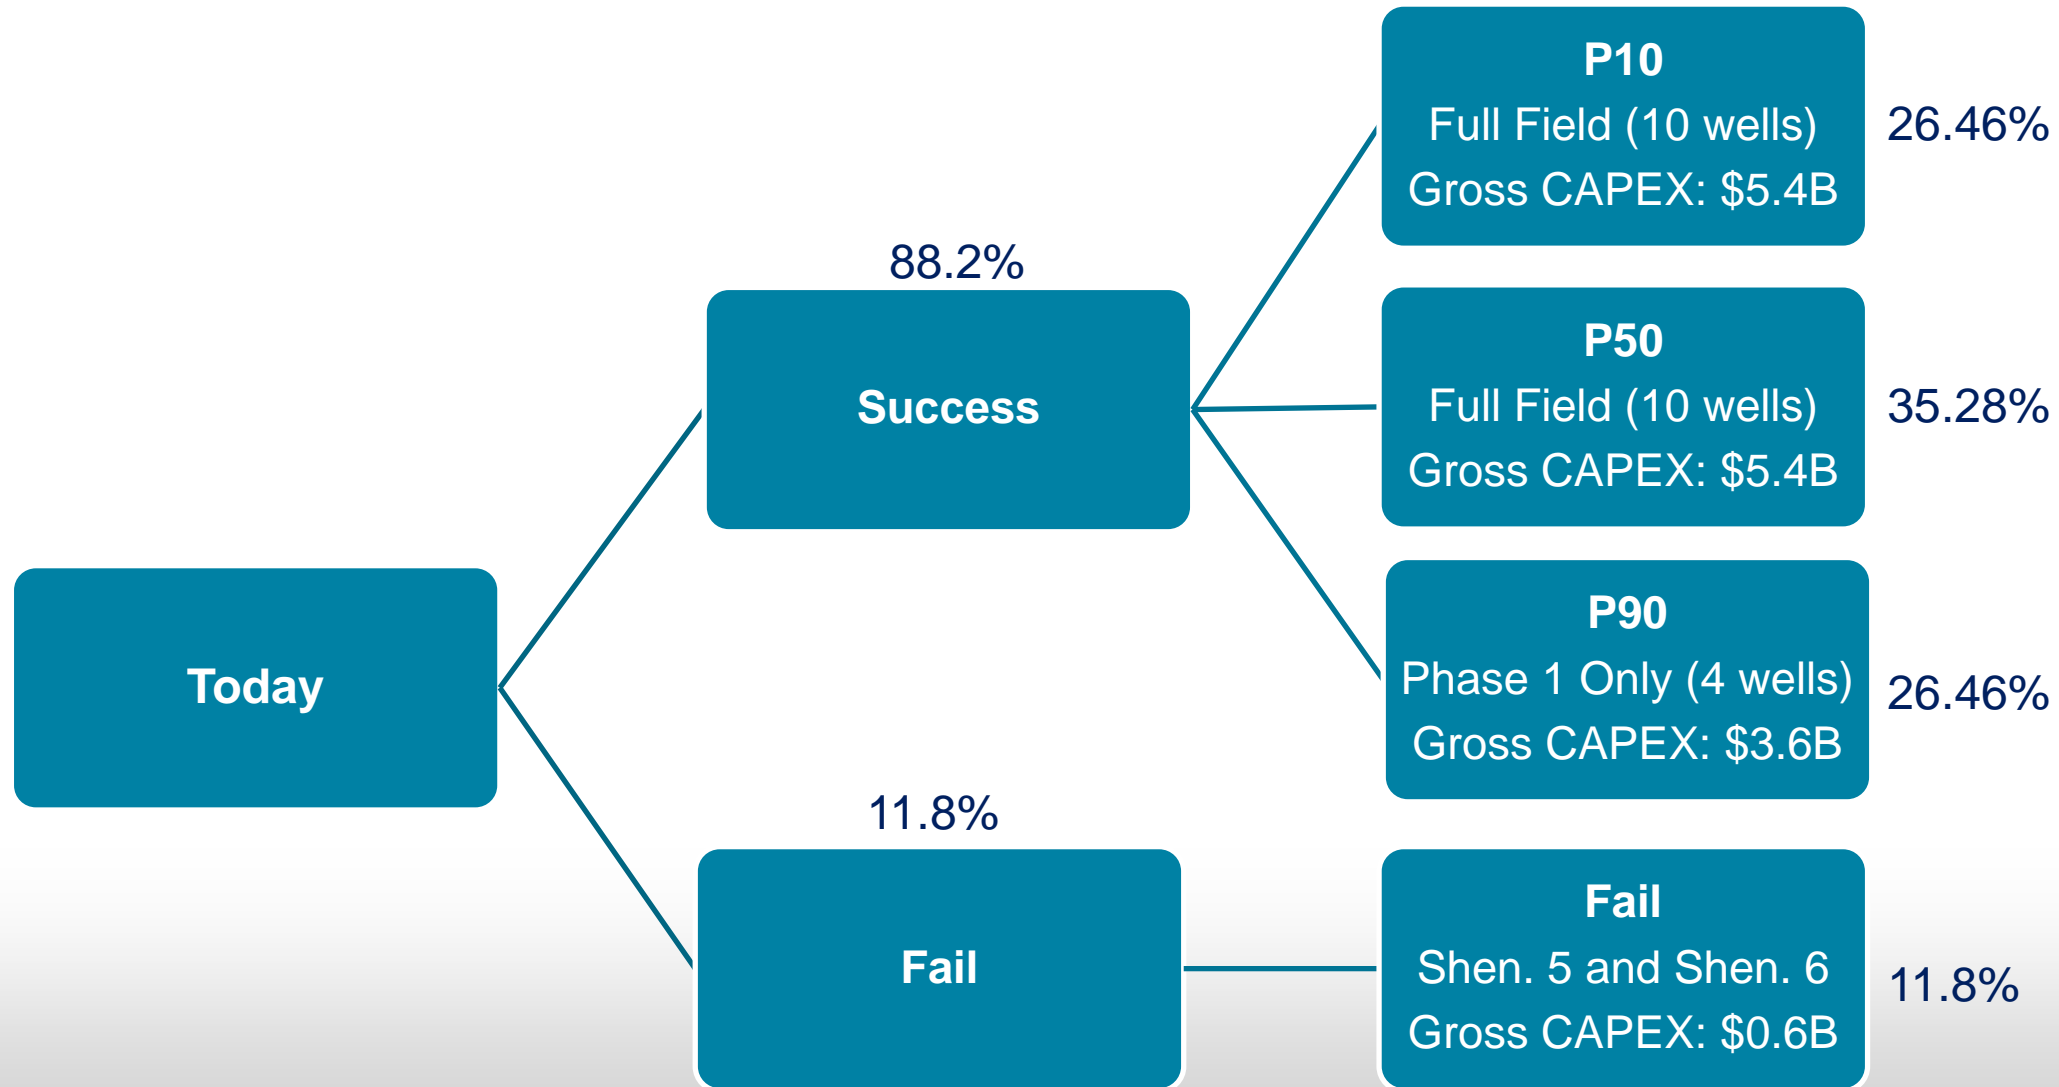 Today
88.2%
Success
11.8%
Fail
P10
Full Field (10 wells)
Gross CAPEX: $5.4B
26.46%
P50
Full Field (10 wells)
Gross CAPEX: $5.4B
35.28%
P90
Phase 1 Only (4 wells)
Gross CAPEX: $3.6B
26.46%
Fail
Shen. 5 and Shen. 6
Gross CAPEX: $0.6B
11.8%